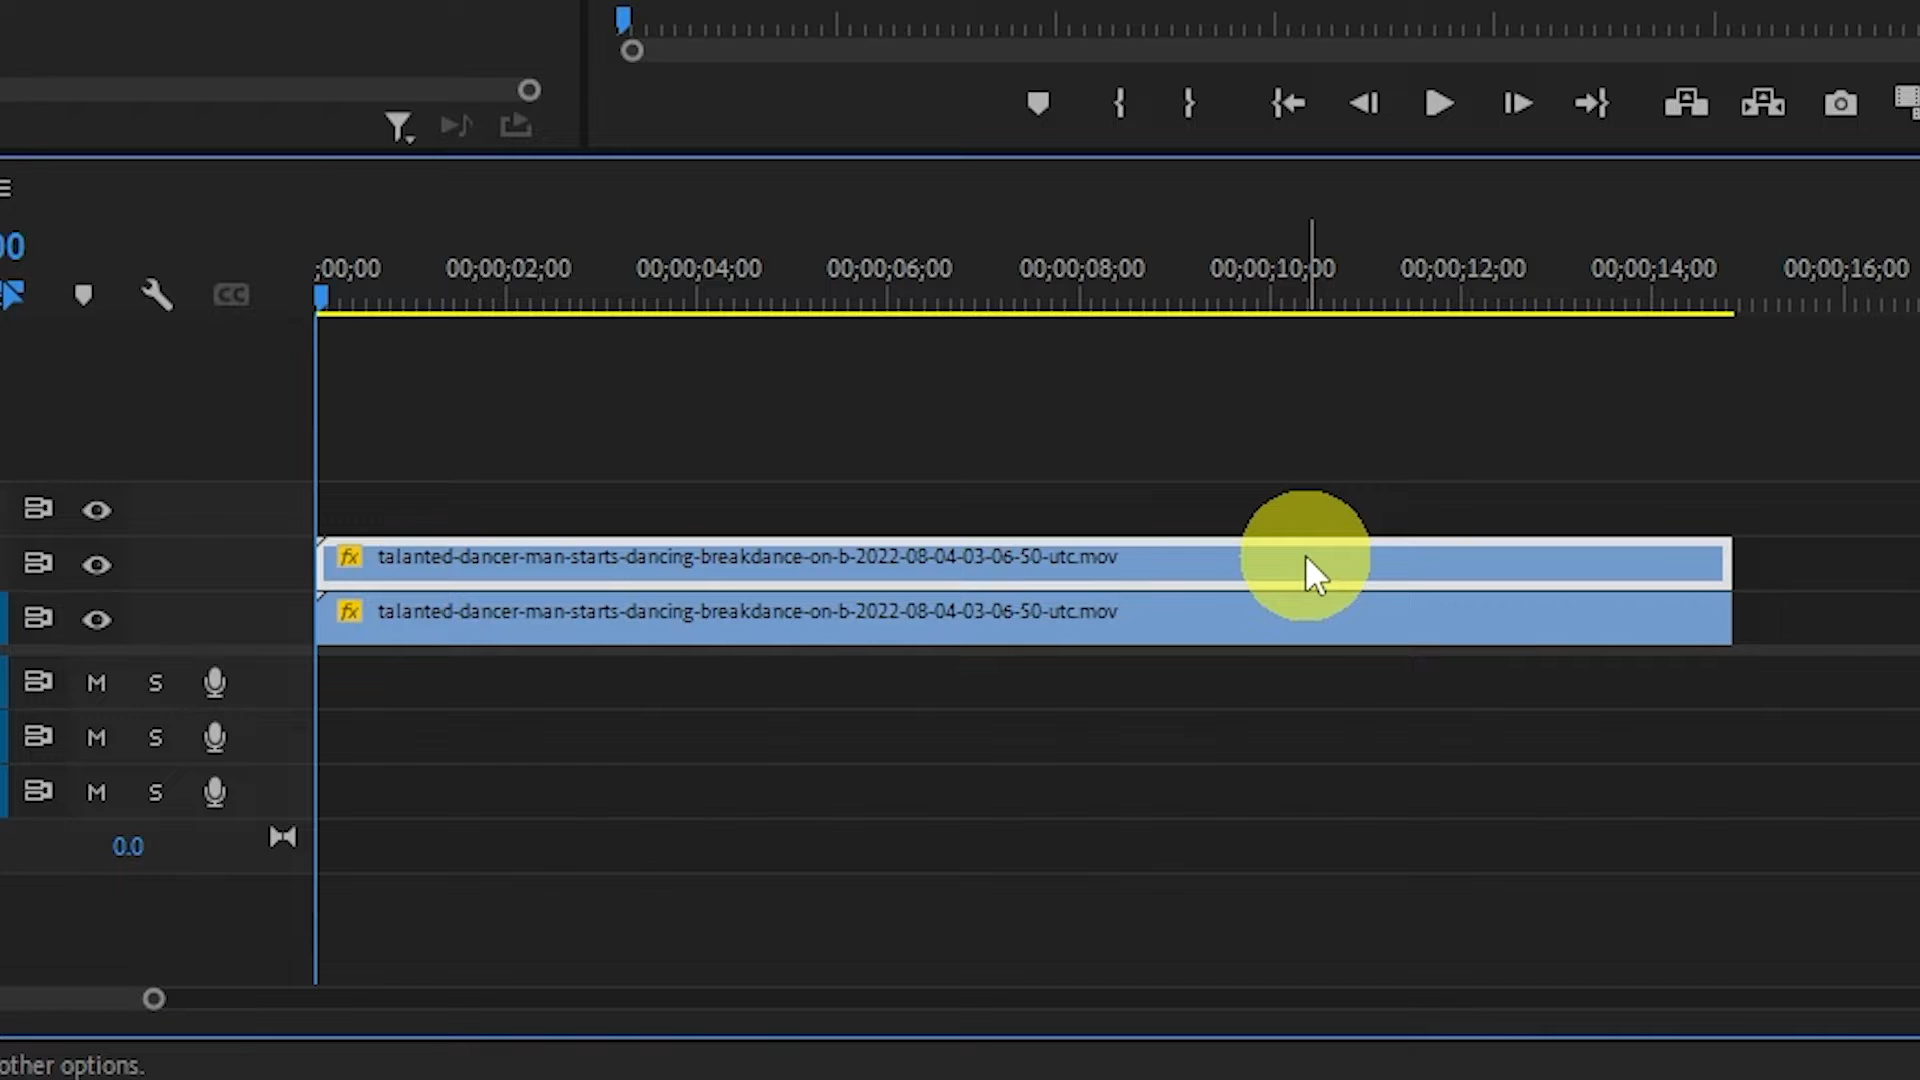 00
;00;00 00;00;02;00 00;00;04;00 00;00;06;00 00;00;08;00 00;00;10;00 00;00;12;00 00;00;14;00 00;00;16;00
CC
fx talanted-dancer-man-starts-dancing-breakdance-on-b-2022-08-04-03-06-50-utc.mov
fx talanted-dancer-man-starts-dancing-breakdance-on-b-2022-08-04-03-06-50-utc.mov
M S
M S
M S
0.0
other options.